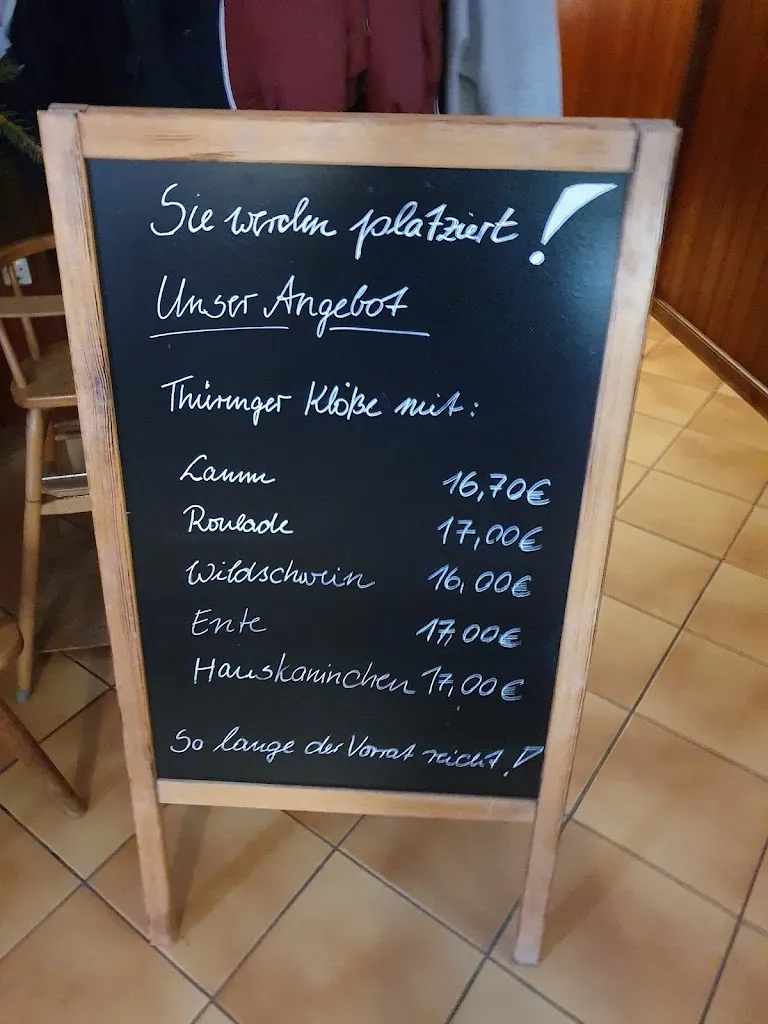 Sie werden platziert!
Unser Angebot
Thüringer Klöße mit:
Lamm 16,70€
Roulade 17,00€
Wildschwein 16,00€
Ente 17,00€
Hauskaninchen 17,00€
So lange der Vorrat reicht!